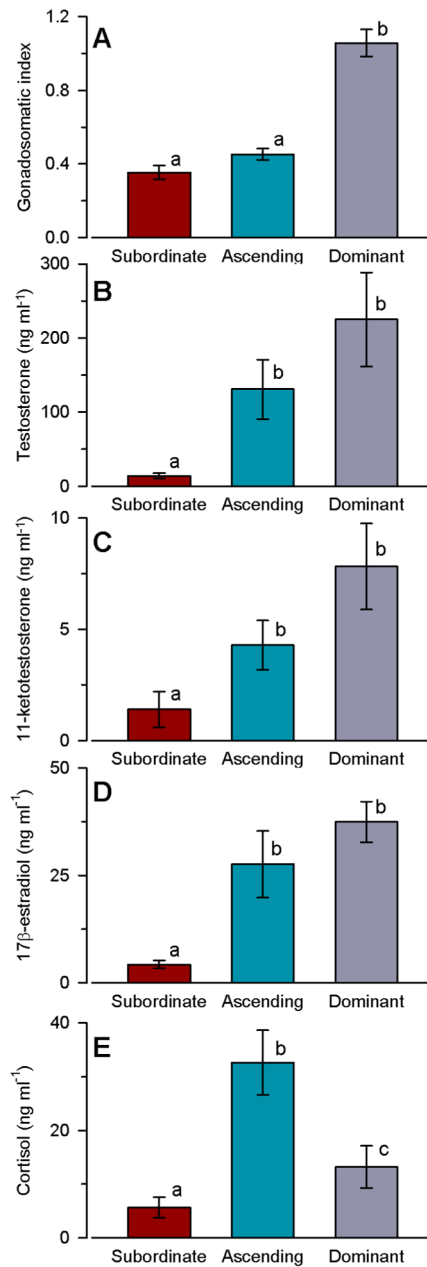 A
Gonadosomatic index
1.2
0.8
0.4
0.0
a
a
b
Subordinate Ascending Dominant
B
Testosterone (ng ml-1)
300
200
100
0
a
b
b
Subordinate Ascending Dominant
C
11-ketotestosterone (ng ml-1)
10
5
0
a
b
b
Subordinate Ascending Dominant
D
17β-estradiol (ng ml-1)
50
25
0
a
b
b
Subordinate Ascending Dominant
E
Cortisol (ng ml-1)
40
20
0
a
b
c
Subordinate Ascending Dominant